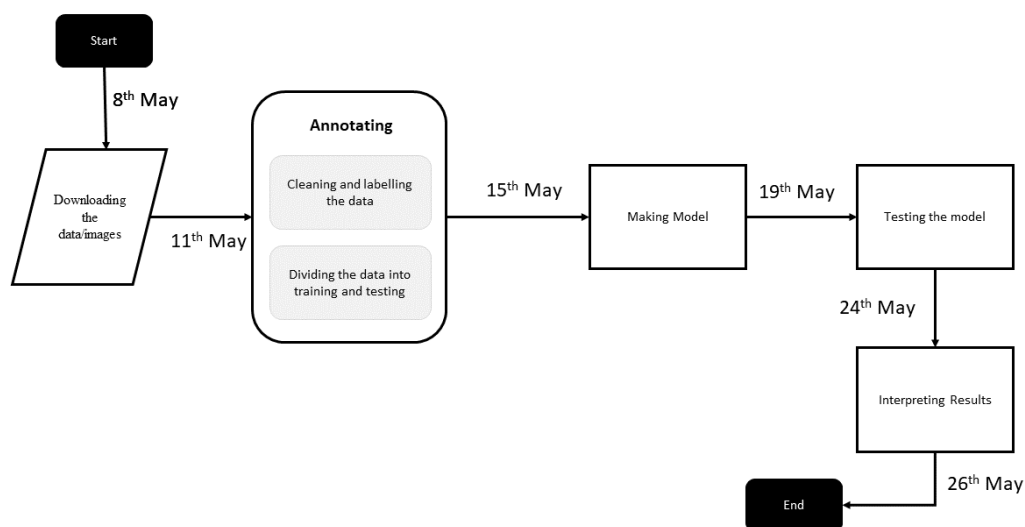 Start
8th May
Downloading
the
data/images
11th May
Annotating
Cleaning and labelling
the data
Dividing the data into
training and testing
15th May
Making Model
19th May
Testing the model
24th May
Interpreting Results
26th May
End